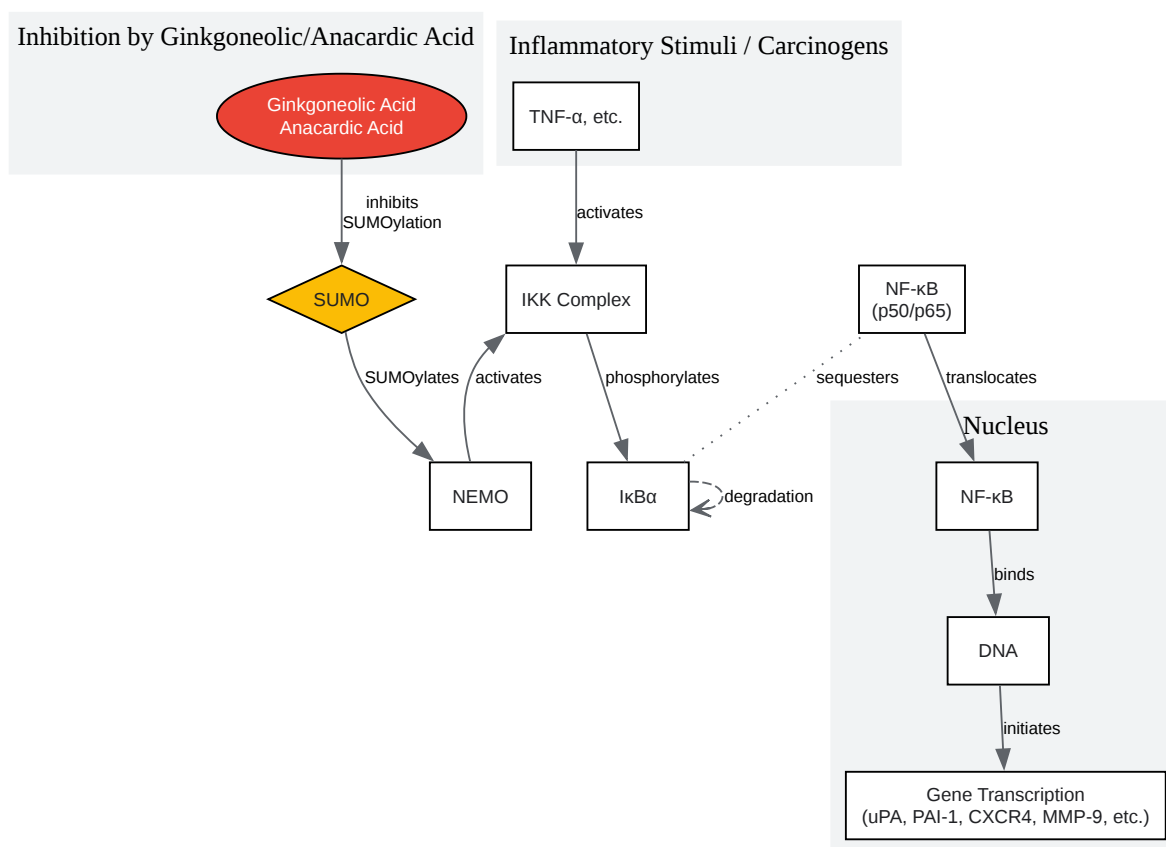 Inhibition by Ginkgoneolic/Anacardic Acid
Inflammatory Stimuli / Carcinogens
Ginkgoneolic Acid
Anacardic Acid
TNF-α, etc.
inhibits
SUMOylation
activates
SUMO
IKK Complex
NF-κB
(p50/p65)
SUMOylates
activates
phosphorylates
sequesters
translocates
Nucleus
NEMO
IκBα
degradation
NF-κB
binds
DNA
initiates
Gene Transcription
(uPA, PAI-1, CXCR4, MMP-9, etc.)